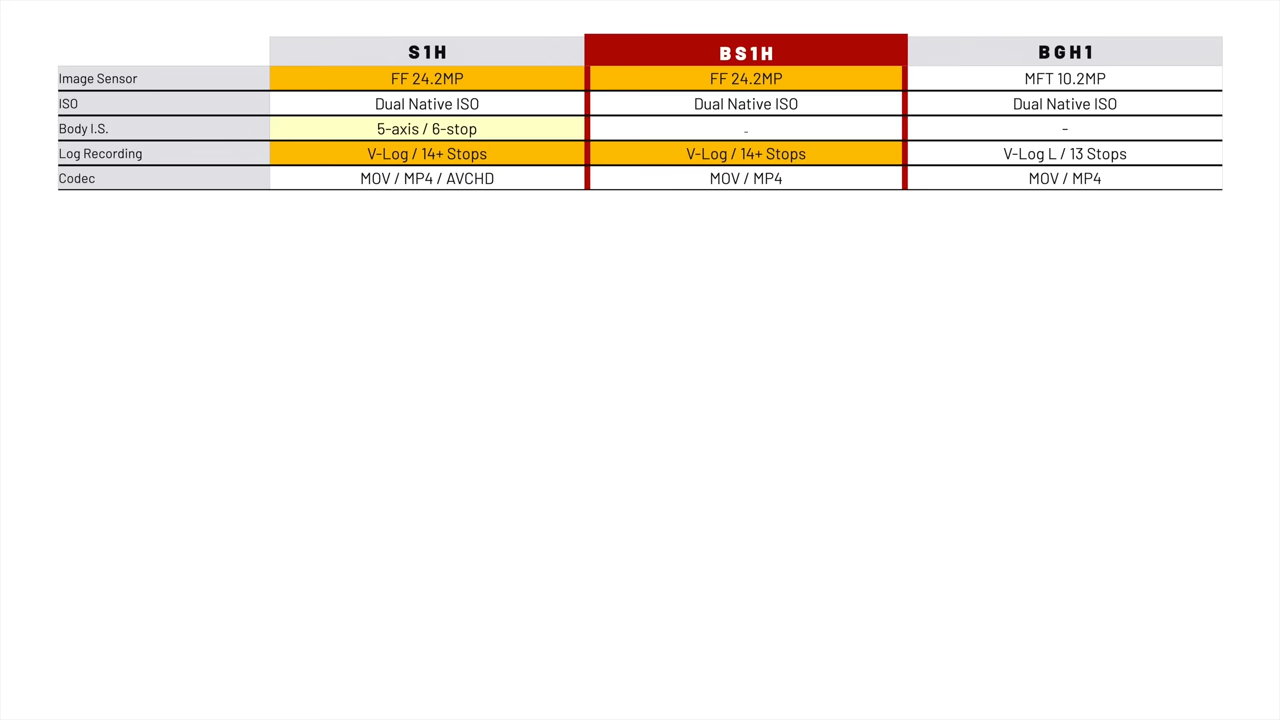 S1H BS1H BGH1
Image Sensor FF 24.2MP FF 24.2MP MFT 10.2MP
ISO Dual Native ISO Dual Native ISO Dual Native ISO
Body I.S. 5-axis / 6-stop - -
Log Recording V-Log / 14+ Stops V-Log / 14+ Stops V-Log L / 13 Stops
Codec MOV / MP4 / AVCHD MOV / MP4 MOV / MP4